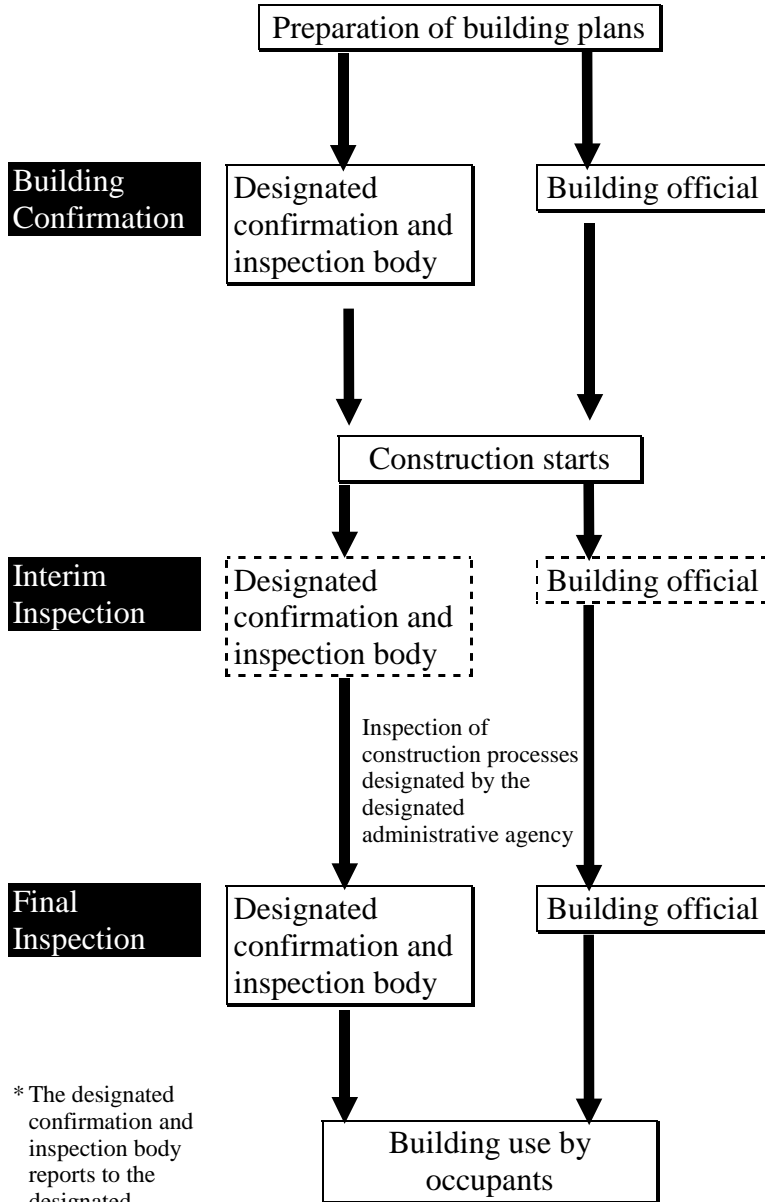 Preparation of building plans
Building
Confirmation
Designated
confirmation and
inspection body
Building official
Construction starts
Interim
Inspection
Designated
confirmation and
inspection body
Building official
Inspection of
construction processes
designated by the
designated
administrative agency
Final
Inspection
Designated
confirmation and
inspection body
Building official
* The designated
confirmation and
inspection body
reports to the
designated
Building use by
occupants